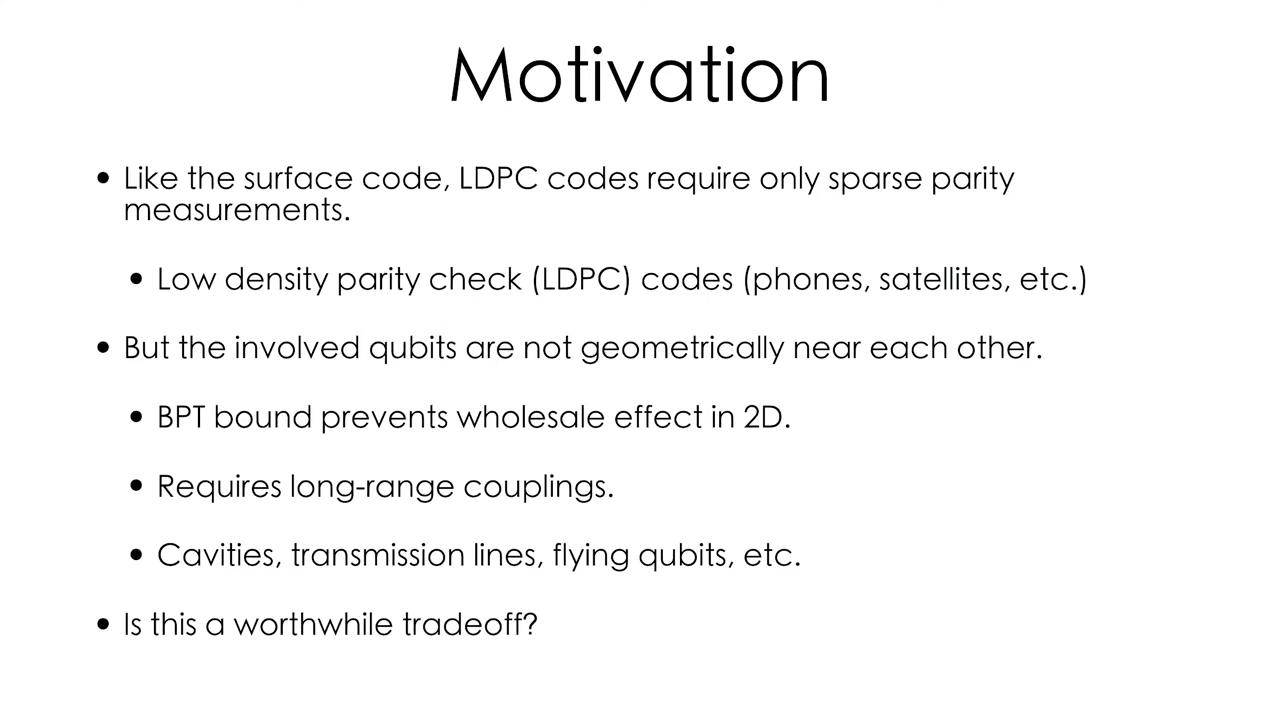 Motivation
• Like the surface code, LDPC codes require only sparse parity
measurements.
• Low density parity check (LDPC) codes (phones, satellites, etc.)
• But the involved qubits are not geometrically near each other.
• BPT bound prevents wholesale effect in 2D.
• Requires long-range couplings.
• Cavities, transmission lines, flying qubits, etc.
• Is this a worthwhile tradeoff?